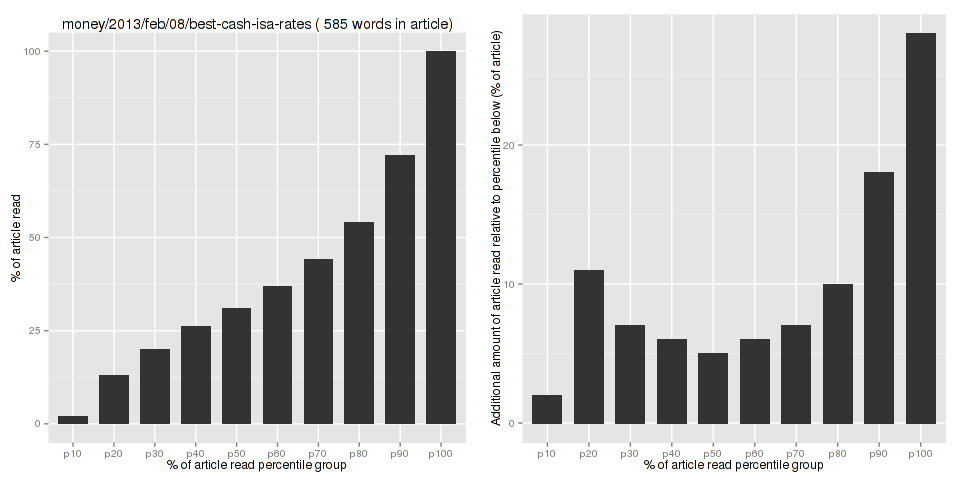 money/2013/feb/08/best-cash-isa-rates ( 585 words in article)
% of article read
100
75
50
25
0
p10 p20 p30 p40 p50 p60 p70 p80 p90 p100
% of article read percentile group
Additional amount of article read relative to percentile below (% of article)
20
10
0
p10 p20 p30 p40 p50 p60 p70 p80 p90 p100
% of article read percentile group